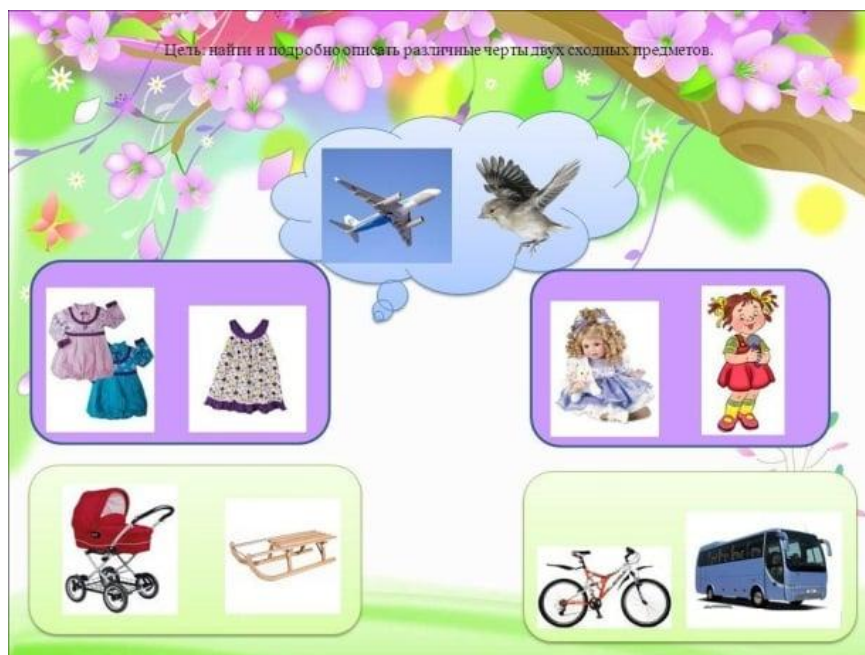 Цель: найти и подробно описать различные черты двух сходных предметов.